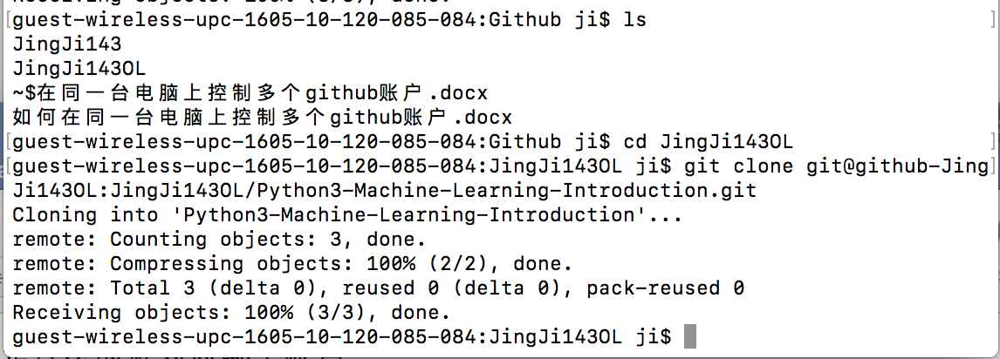 Receiving objects: 100% (3/3), done.
[guest-wireless-upc-1605-10-120-085-084:Github ji$ ls]
JingJi143
JingJi143OL
~$在同一台电脑上控制多个github账户.docx
如何在同一台电脑上控制多个github账户.docx
[guest-wireless-upc-1605-10-120-085-084:Github ji$ cd JingJi143OL]
[guest-wireless-upc-1605-10-120-085-084:JingJi143OL ji$ git clone git@github-Jing]
Ji143OL:JingJi143OL/Python3-Machine-Learning-Introduction.git
Cloning into 'Python3-Machine-Learning-Introduction'...
remote: Counting objects: 3, done.
remote: Compressing objects: 100% (2/2), done.
remote: Total 3 (delta 0), reused 0 (delta 0), pack-reused 0
Receiving objects: 100% (3/3), done.
guest-wireless-upc-1605-10-120-085-084:JingJi143OL ji$